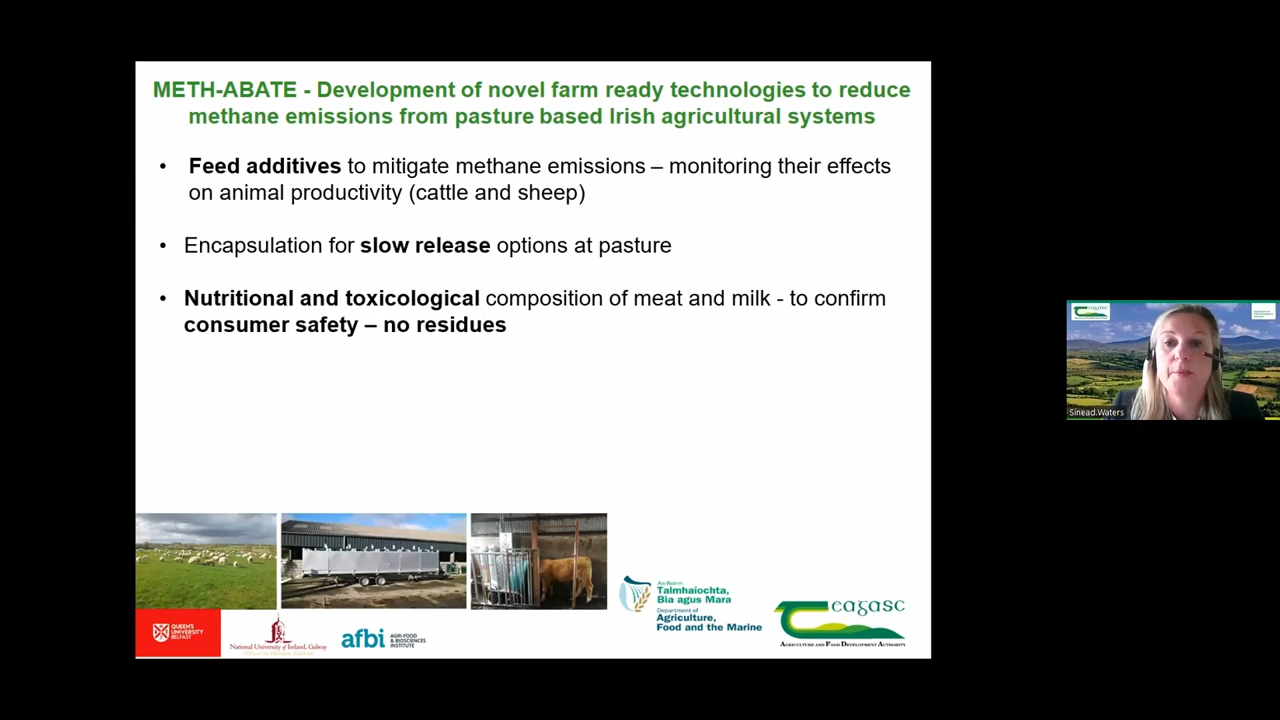 METH-ABATE - Development of novel farm ready technologies to reduce
methane emissions from pasture based Irish agricultural systems
• Feed additives to mitigate methane emissions – monitoring their effects
on animal productivity (cattle and sheep)
• Encapsulation for slow release options at pasture
• Nutritional and toxicological composition of meat and milk - to confirm
consumer safety – no residues
QUEEN'S
UNIVERSITY
BELFAST
National University of Ireland, Galway
afbi
AGRI-FOOD
& BIOSCIENCES
INSTITUTE
An Roinn
Talmhaíochta,
Bia agus Mara
Department of
Agriculture,
Food and the Marine
teagasc
AGRICULTURE AND FOOD DEVELOPMENT AUTHORITY
teagasc
Sinead.Waters